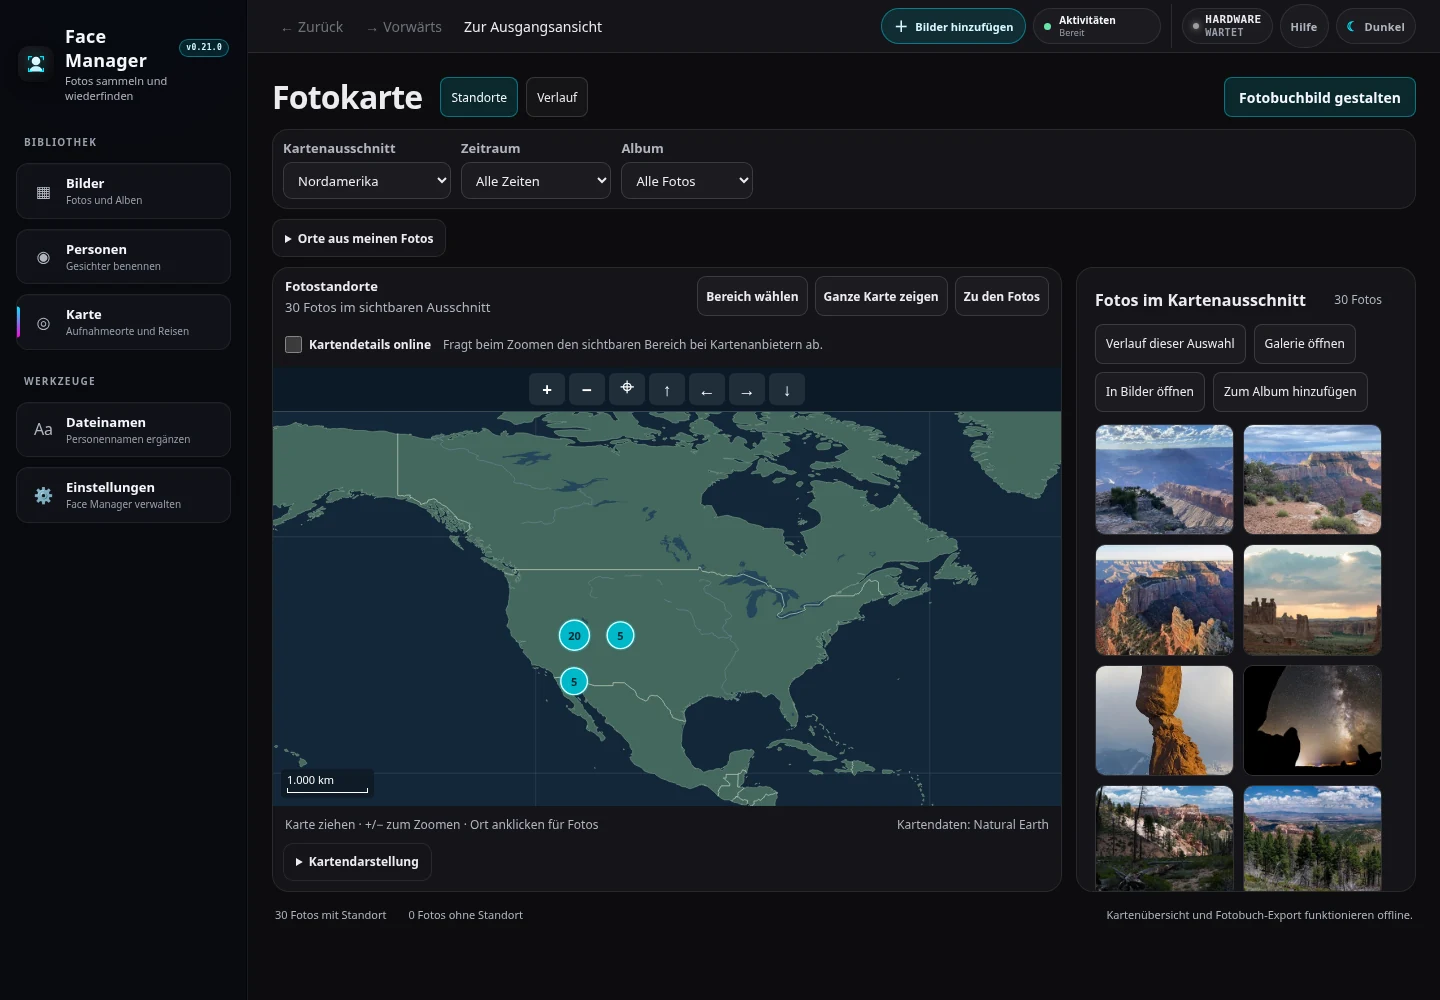 Face Manager
v0.21.0
Fotos sammeln und wiederfinden
← Zurück
→ Vorwärts
Zur Ausgangsansicht
Bilder hinzufügen
Aktivitäten
Bereit
HARDWARE
WARTET
Hilfe
Dunkel
BIBLIOTHEK
Bilder
Fotos und Alben
Personen
Gesichter benennen
Karte
Aufnahmeorte und Reisen
WERKZEUGE
Aa
Dateinamen
Personennamen ergänzen
Einstellungen
Face Manager verwalten
Fotokarte
Standorte
Verlauf
Fotobuchbild gestalten
Kartenausschnitt
Zeitraum
Album
Nordamerika
Alle Zeiten
Alle Fotos
Orte aus meinen Fotos
Fotostandorte
30 Fotos im sichtbaren Ausschnitt
Bereich wählen
Ganze Karte zeigen
Zu den Fotos
Kartendetails online
Fragt beim Zoomen den sichtbaren Bereich bei Kartenanbietern ab.
+ − ↑ ← → ↓
20
5
5
1.000 km
Karte ziehen · +/− zum Zoomen · Ort anklicken für Fotos
Kartendaten: Natural Earth
Kartendarstellung
Fotos im Kartenausschnitt
30 Fotos
Verlauf dieser Auswahl
Galerie öffnen
In Bilder öffnen
Zum Album hinzufügen
30 Fotos mit Standort
0 Fotos ohne Standort
Kartenübersicht und Fotobuch-Export funktionieren offline.